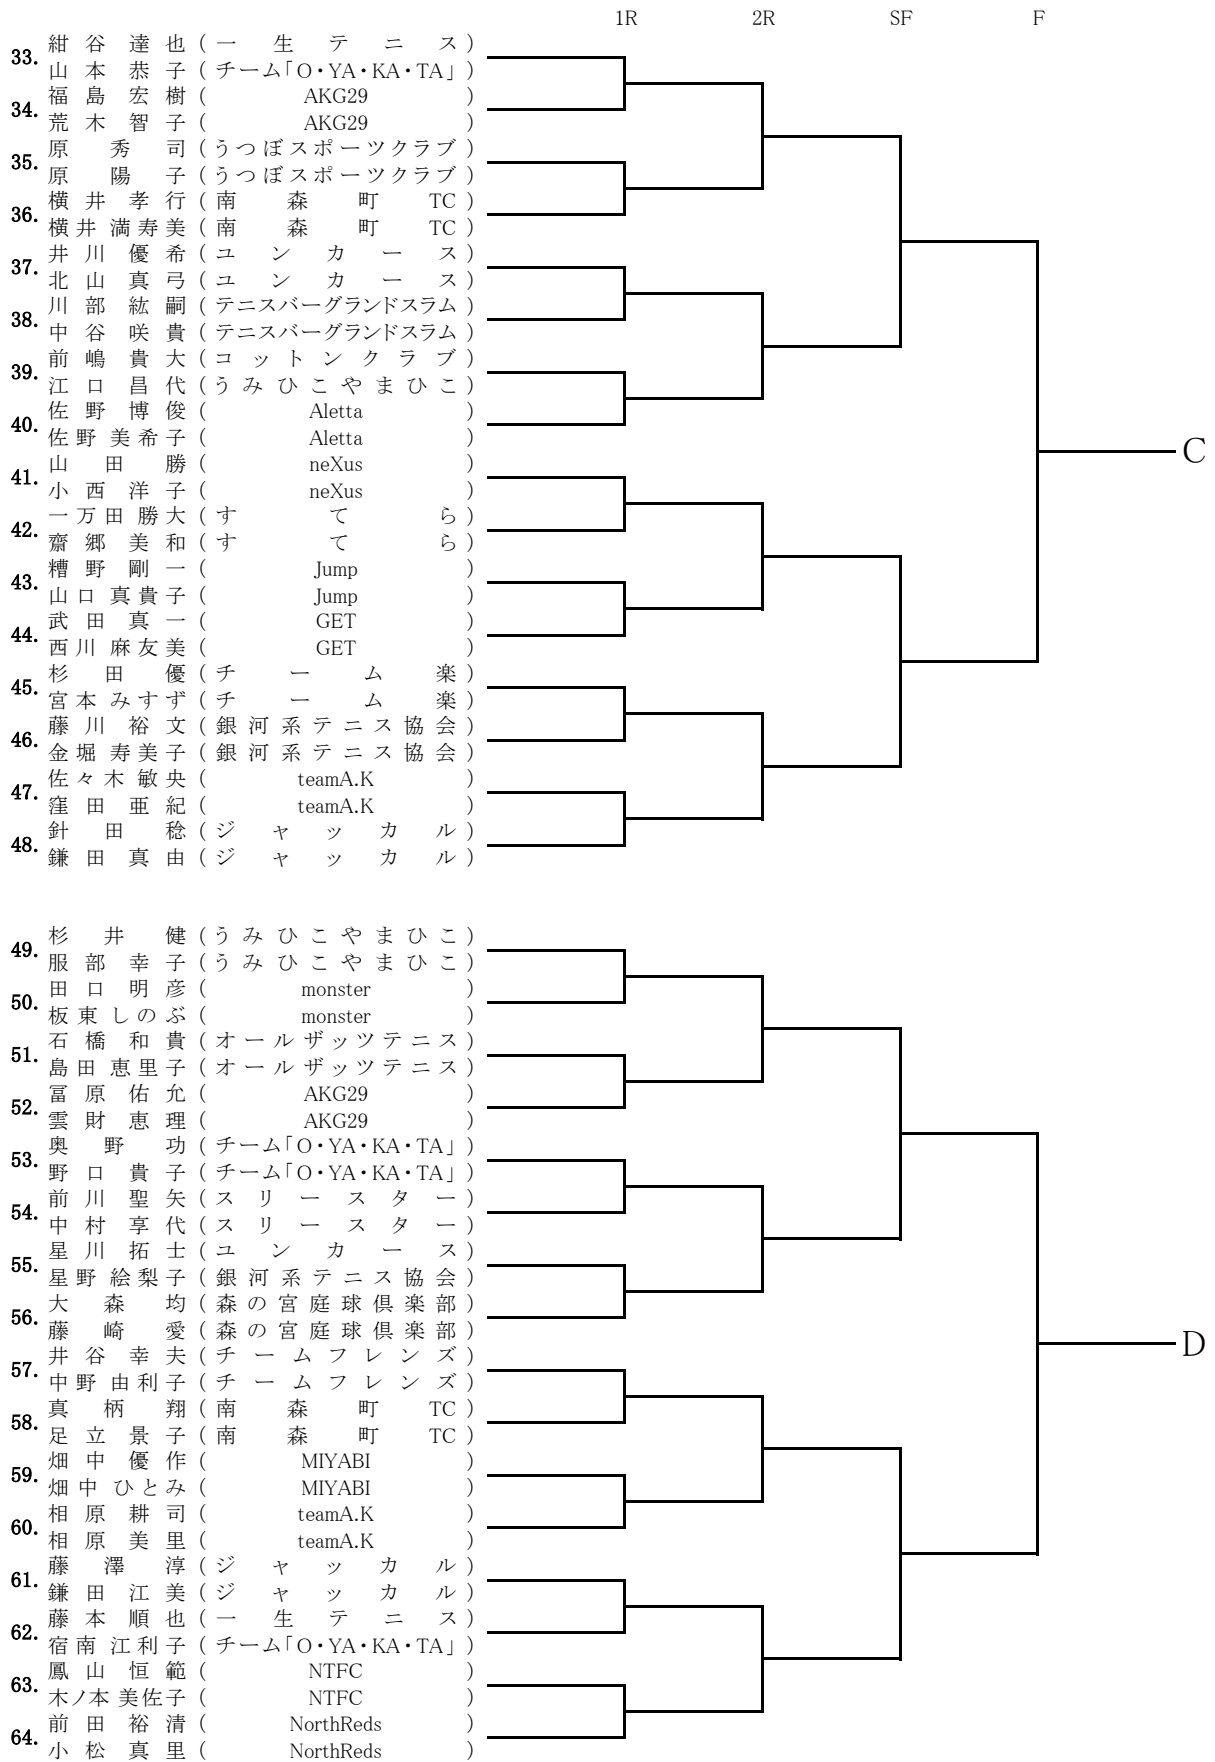 1R 2R SF F
33. 紺谷達也(一生テニス)
山本恭子(チーム「O・YA・KA・TA」)
34. 福島宏樹(AKG29)
荒木智子(AKG29)
35. 原秀司(うつぼスポーツクラブ)
原陽子(うつぼスポーツクラブ)
36. 横井孝行(南森町TC)
横井満寿美(南森町TC)
37. 井川優希(ユンカース)
北山真弓(ユンカース)
38. 川部紘嗣(テニスバーグランドスラム)
中谷咲貴(テニスバーグランドスラム)
39. 前嶋貴大(コットンクラブ)
江口昌代(うみひこやまひこ)
40. 佐野博俊(Aletta)
佐野美希子(Aletta)
41. 山田勝(neXus)
小西洋子(neXus)
42. 一万田勝大(すてら)
齋郷美和(すてら)
43. 糟野剛一(Jump)
山口真貴子(Jump)
44. 武田真一(GET)
西川麻友美(GET)
45. 杉田優(チーム楽)
宮本みすず(チーム楽)
46. 藤川裕文(銀河系テニス協会)
金堀寿美子(銀河系テニス協会)
47. 佐々木敏央(teamA.K)
窪田亜紀(teamA.K)
48. 針田稔(ジャッカル)
鎌田真由(ジャッカル)
C
49. 杉井健(うみひこやまひこ)
服部幸子(うみひこやまひこ)
50. 田口明彦(monster)
板東しのぶ(monster)
51. 石橋和貴(オールザッツテニス)
島田恵里子(オールザッツテニス)
52. 冨原佑允(AKG29)
雲財恵理(AKG29)
53. 奥野功(チーム「O・YA・KA・TA」)
野口貴子(チーム「O・YA・KA・TA」)
54. 前川聖矢(スリースター)
中村享代(スリースター)
55. 星川拓士(ユンカース)
星野絵梨子(銀河系テニス協会)
56. 大森均(森の宮庭球倶楽部)
藤崎愛(森の宮庭球倶楽部)
57. 井谷幸夫(チームフレンズ)
中野由利子(チームフレンズ)
58. 真柄翔(南森町TC)
足立景子(南森町TC)
59. 畑中優作(MIYABI)
畑中ひとみ(MIYABI)
60. 相原耕司(teamA.K)
相原美里(teamA.K)
61. 藤澤淳(ジャッカル)
鎌田江美(ジャッカル)
62. 藤本順也(一生テニス)
宿南江利子(チーム「O・YA・KA・TA」)
63. 鳳山恒範(NTFC)
木ノ本美佐子(NTFC)
64. 前田裕清(NorthReds)
小松真里(NorthReds)
D